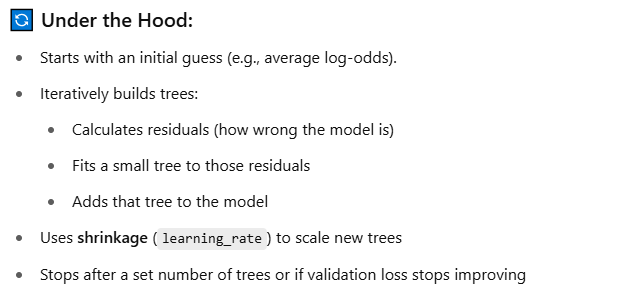 🔄 Under the Hood:
• Starts with an initial guess (e.g., average log-odds).
• Iteratively builds trees:
• Calculates residuals (how wrong the model is)
• Fits a small tree to those residuals
• Adds that tree to the model
• Uses shrinkage (learning_rate) to scale new trees
• Stops after a set number of trees or if validation loss stops improving